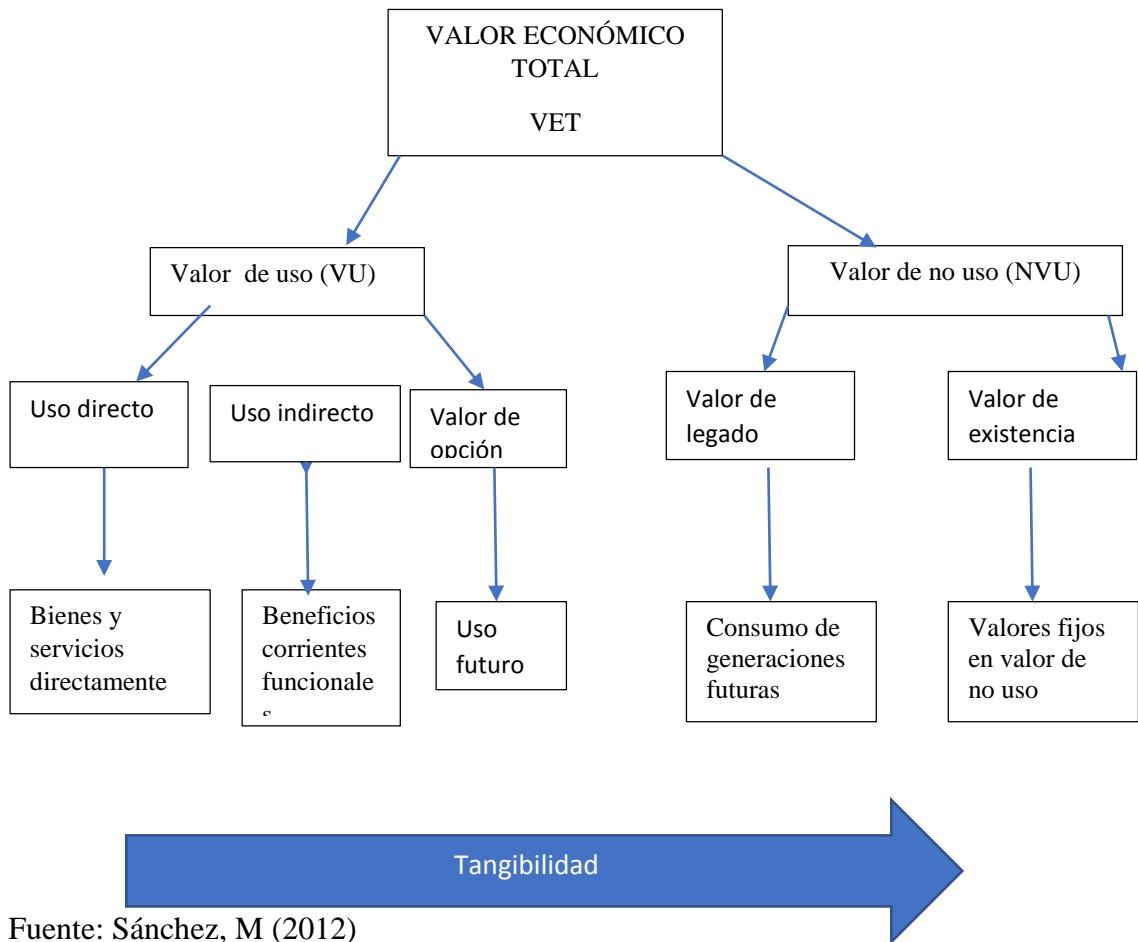 VALOR ECONÓMICO
TOTAL
VET
Valor de uso (VU)
Valor de no uso (NVU)
Uso directo
Uso indirecto
Valor de
opción
Valor de
legado
Valor de
existencia
Bienes y
servicios
directamente
Beneficios
corrientes
funcionale
s
Uso
futuro
Consumo de
generaciones
futuras
Valores fijos
en valor de
no uso
Tangibilidad
Fuente: Sánchez, M (2012)